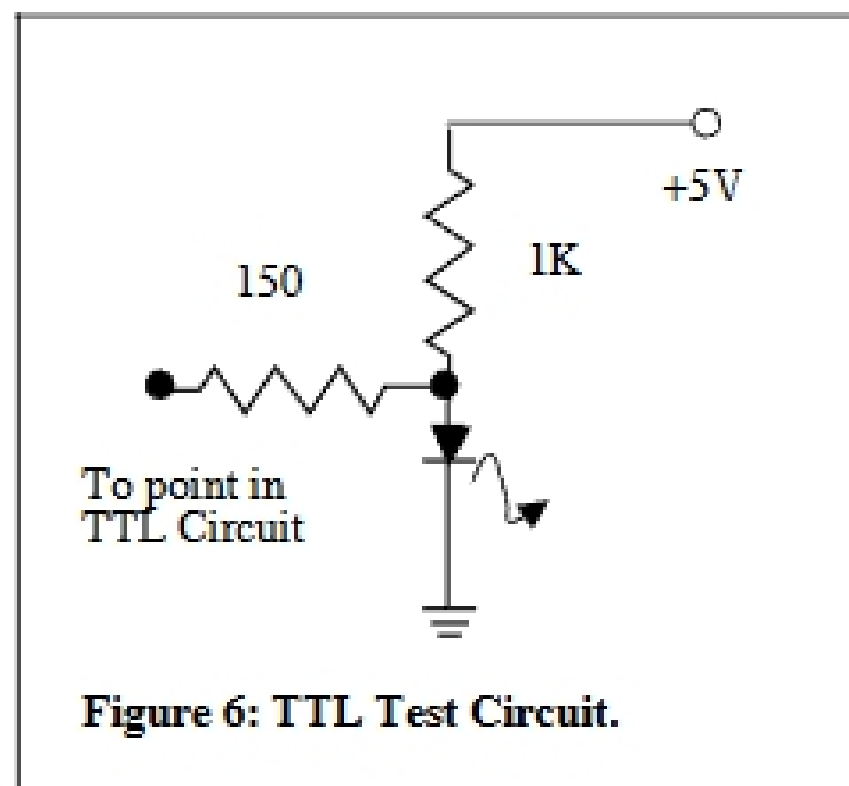 +5V
1K
150
To point in
TTL Circuit
Figure 6: TTL Test Circuit.